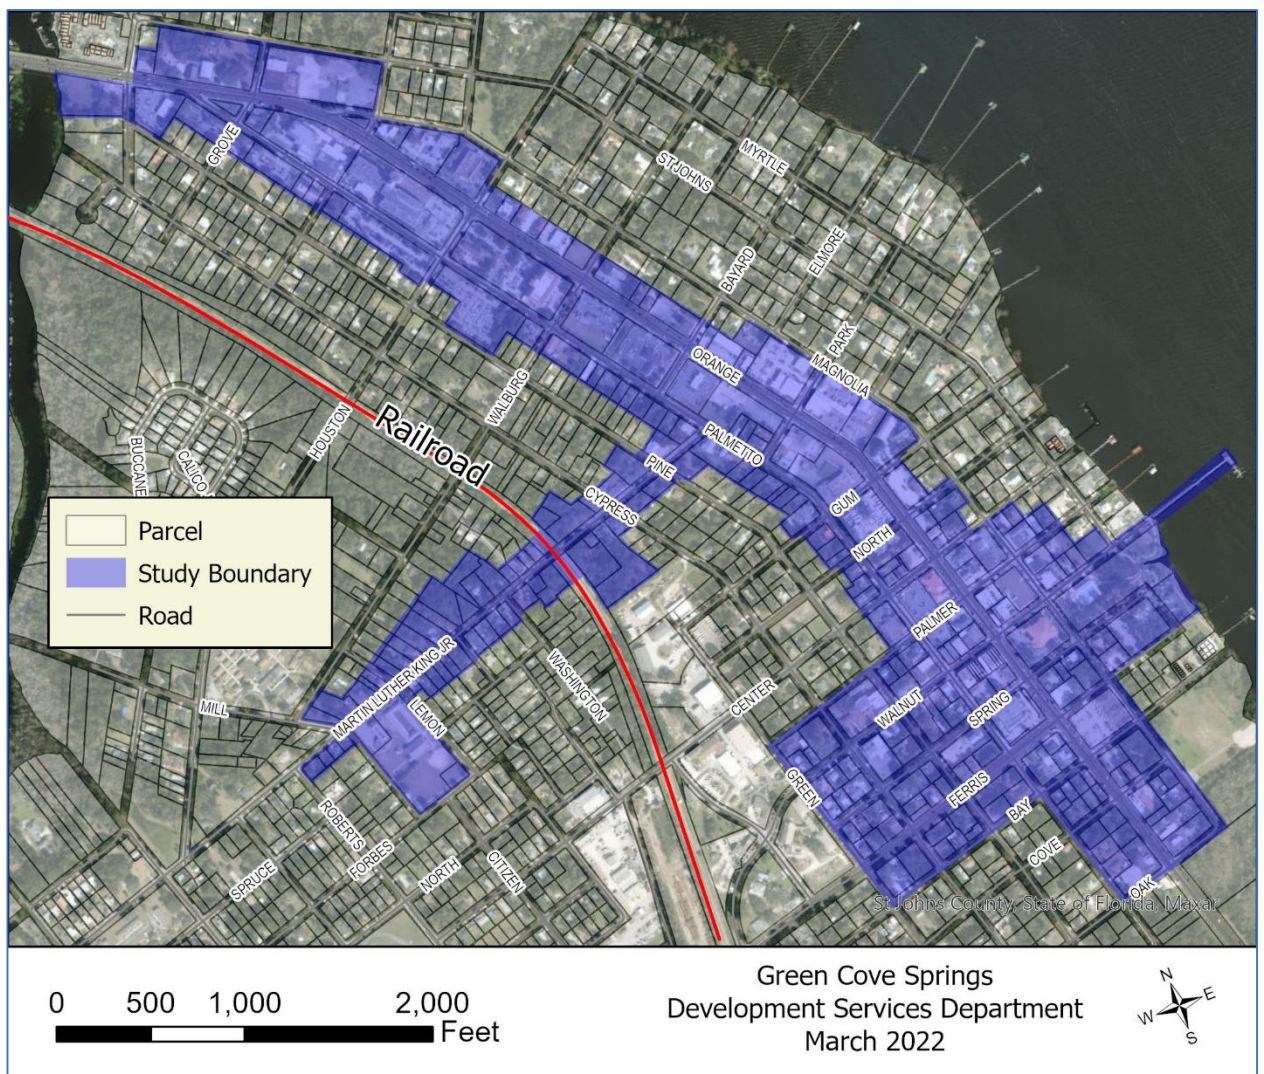 GROVE
MYRTLE
ST JOHNS
ELMORE
BAYARD
PARK
MAGNOLIA
ORANGE
WALBURG
HOUSTON
Railroad
PALMETTO
PINE
CYPRESS
BUCCANE
CALICO
GUM
NORTH
Parcel
Study Boundary
Road
PALMER
MARTIN LUTHER KING JR
WASHINGTON
MILL
LEMON
CENTER
WALNUT
SPRING
GREEN
FERRIS
BAY
COVE
OAK
ROBERTS
FORBES
SPRUCE
NORTH
CITIZEN
St Johns County, State of Florida, Maxar
0 500 1,000 2,000
Feet
Green Cove Springs
Development Services Department
March 2022
N
E
W
S